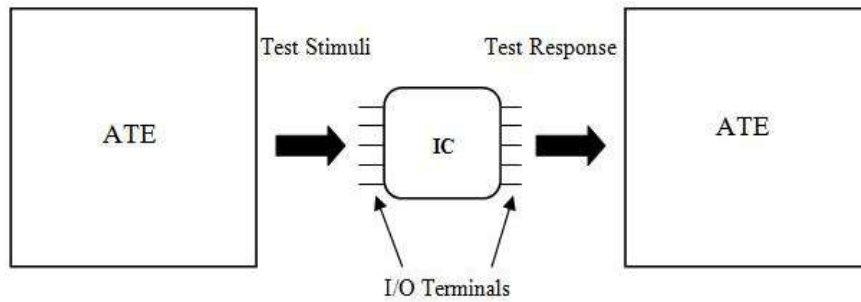 Test Stimuli
Test Response
ATE
IC
ATE
I/O Terminals